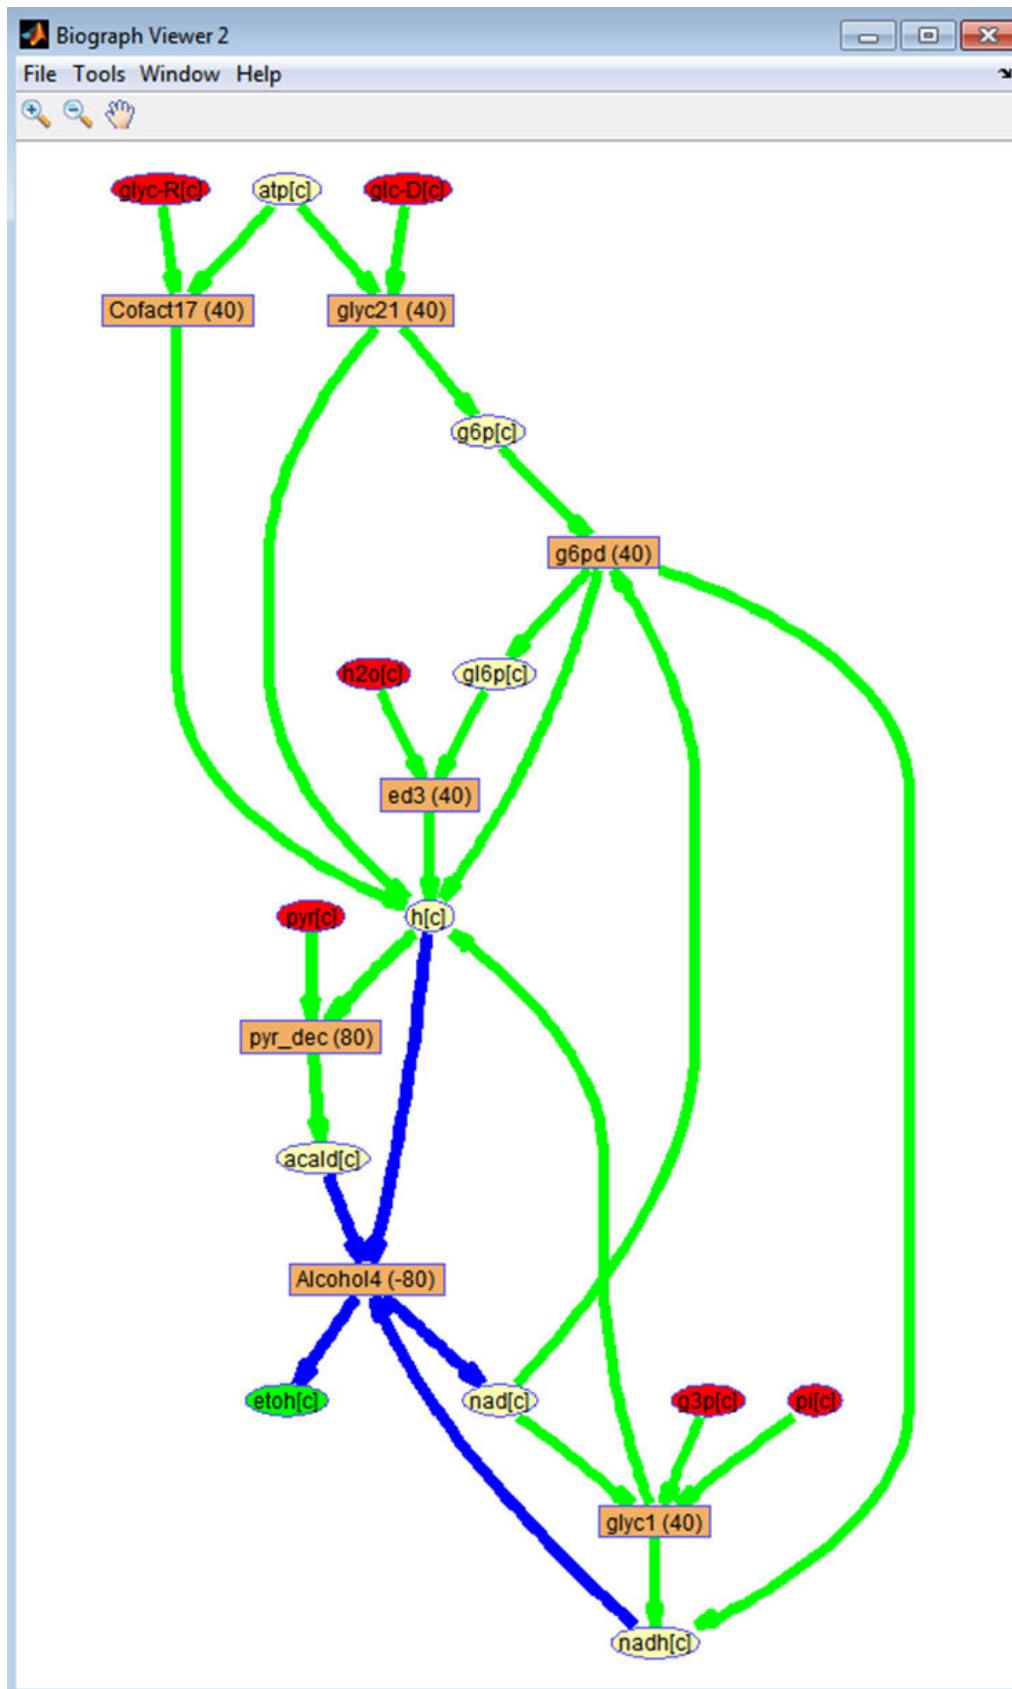 Biograph Viewer 2
File Tools Window Help
glyc-R[c] atp[c] glc-D[c]
Cofact17 (40) glyc21 (40)
g6p[c]
g6pd (40)
h2o[c] gl6p[c]
ed3 (40)
pyr[c] h[c]
pyr_dec (80)
acald[c]
Alcohol4 (-80)
etoh[c] nad[c] g3p[c] pi[c]
glyc1 (40)
nadh[c]